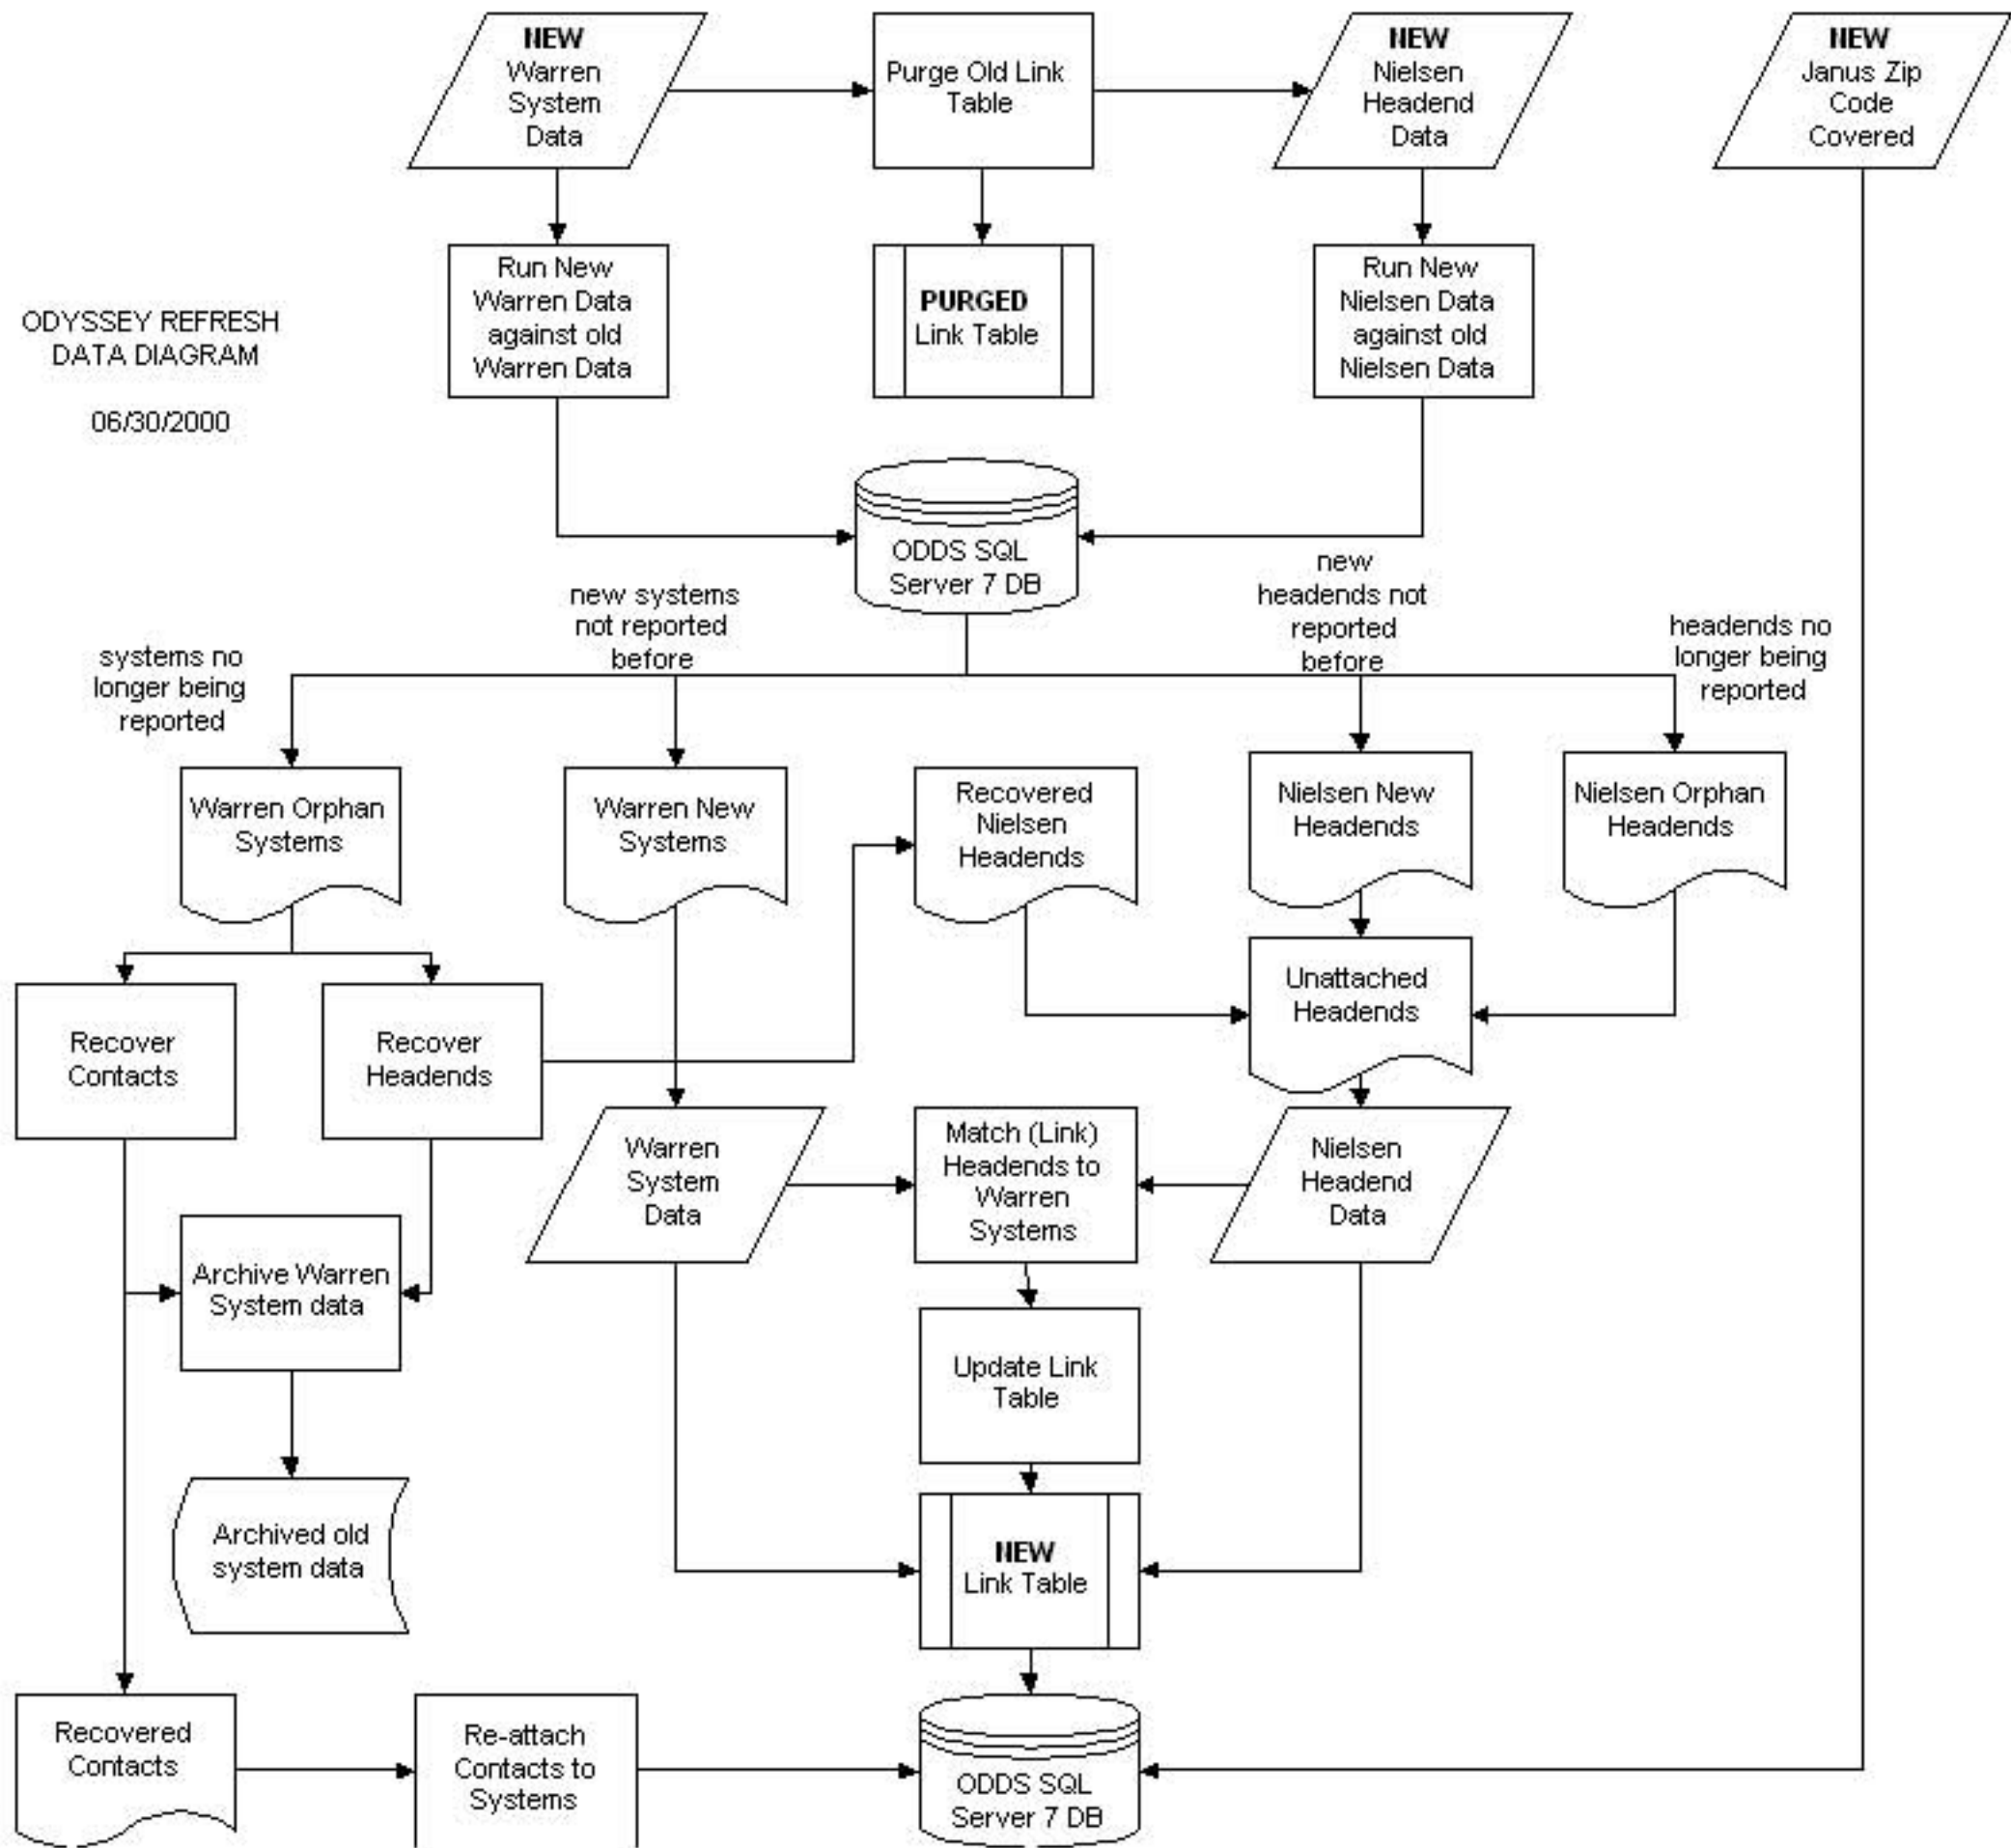 NEW
Warren
System
Data
Purge Old Link
Table
NEW
Nielsen
Headend
Data
NEW
Janus Zip
Code
Covered
Run New
Warren Data
against old
Warren Data
PURGED
Link Table
Run New
Nielsen Data
against old
Nielsen Data
ODYSSEY REFRESH
DATA DIAGRAM
06/30/2000
ODDS SQL
Server 7 DB
systems no
longer being
reported
new systems
not reported
before
new
headends not
reported
before
headends no
longer being
reported
Warren Orphan
Systems
Warren New
Systems
Recovered
Nielsen
Headends
Nielsen New
Headends
Nielsen Orphan
Headends
Unattached
Headends
Recover
Contacts
Recover
Headends
Warren
System
Data
Match (Link)
Headends to
Warren
Systems
Nielsen
Headend
Data
Archive Warren
System data
Update Link
Table
Archived old
system data
NEW
Link Table
Recovered
Contacts
Re-attach
Contacts to
Systems
ODDS SQL
Server 7 DB